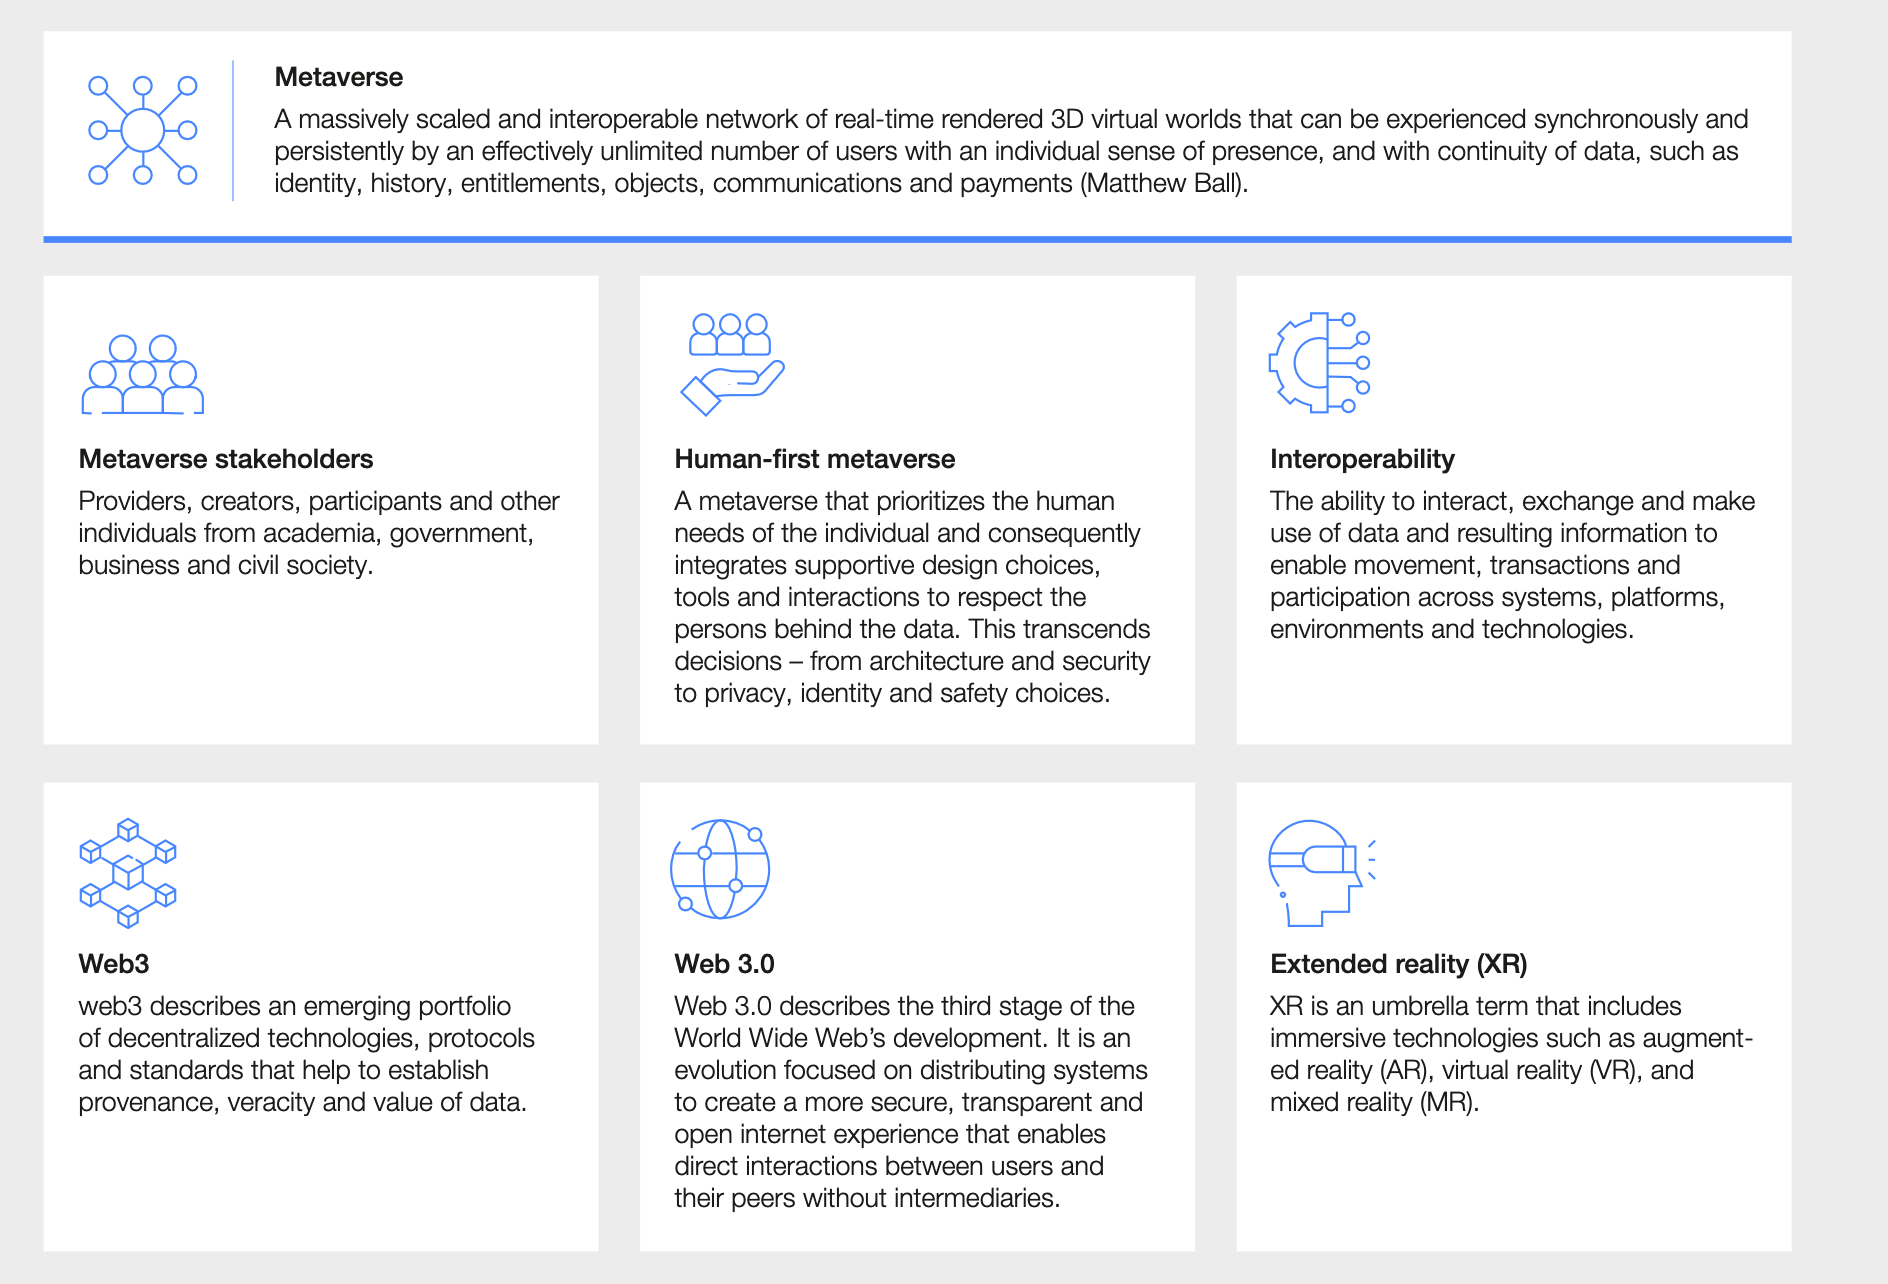 Metaverse
A massively scaled and interoperable network of real-time rendered 3D virtual worlds that can be experienced synchronously and
persistently by an effectively unlimited number of users with an individual sense of presence, and with continuity of data, such as
identity, history, entitlements, objects, communications and payments (Matthew Ball).
Metaverse stakeholders
Providers, creators, participants and other
individuals from academia, government,
business and civil society.
Human-first metaverse
A metaverse that prioritizes the human
needs of the individual and consequently
integrates supportive design choices,
tools and interactions to respect the
persons behind the data. This transcends
decisions – from architecture and security
to privacy, identity and safety choices.
Interoperability
The ability to interact, exchange and make
use of data and resulting information to
enable movement, transactions and
participation across systems, platforms,
environments and technologies.
Web3
web3 describes an emerging portfolio
of decentralized technologies, protocols
and standards that help to establish
provenance, veracity and value of data.
Web 3.0
Web 3.0 describes the third stage of the
World Wide Web’s development. It is an
evolution focused on distributing systems
to create a more secure, transparent and
open internet experience that enables
direct interactions between users and
their peers without intermediaries.
Extended reality (XR)
XR is an umbrella term that includes
immersive technologies such as augment-
ed reality (AR), virtual reality (VR), and
mixed reality (MR).